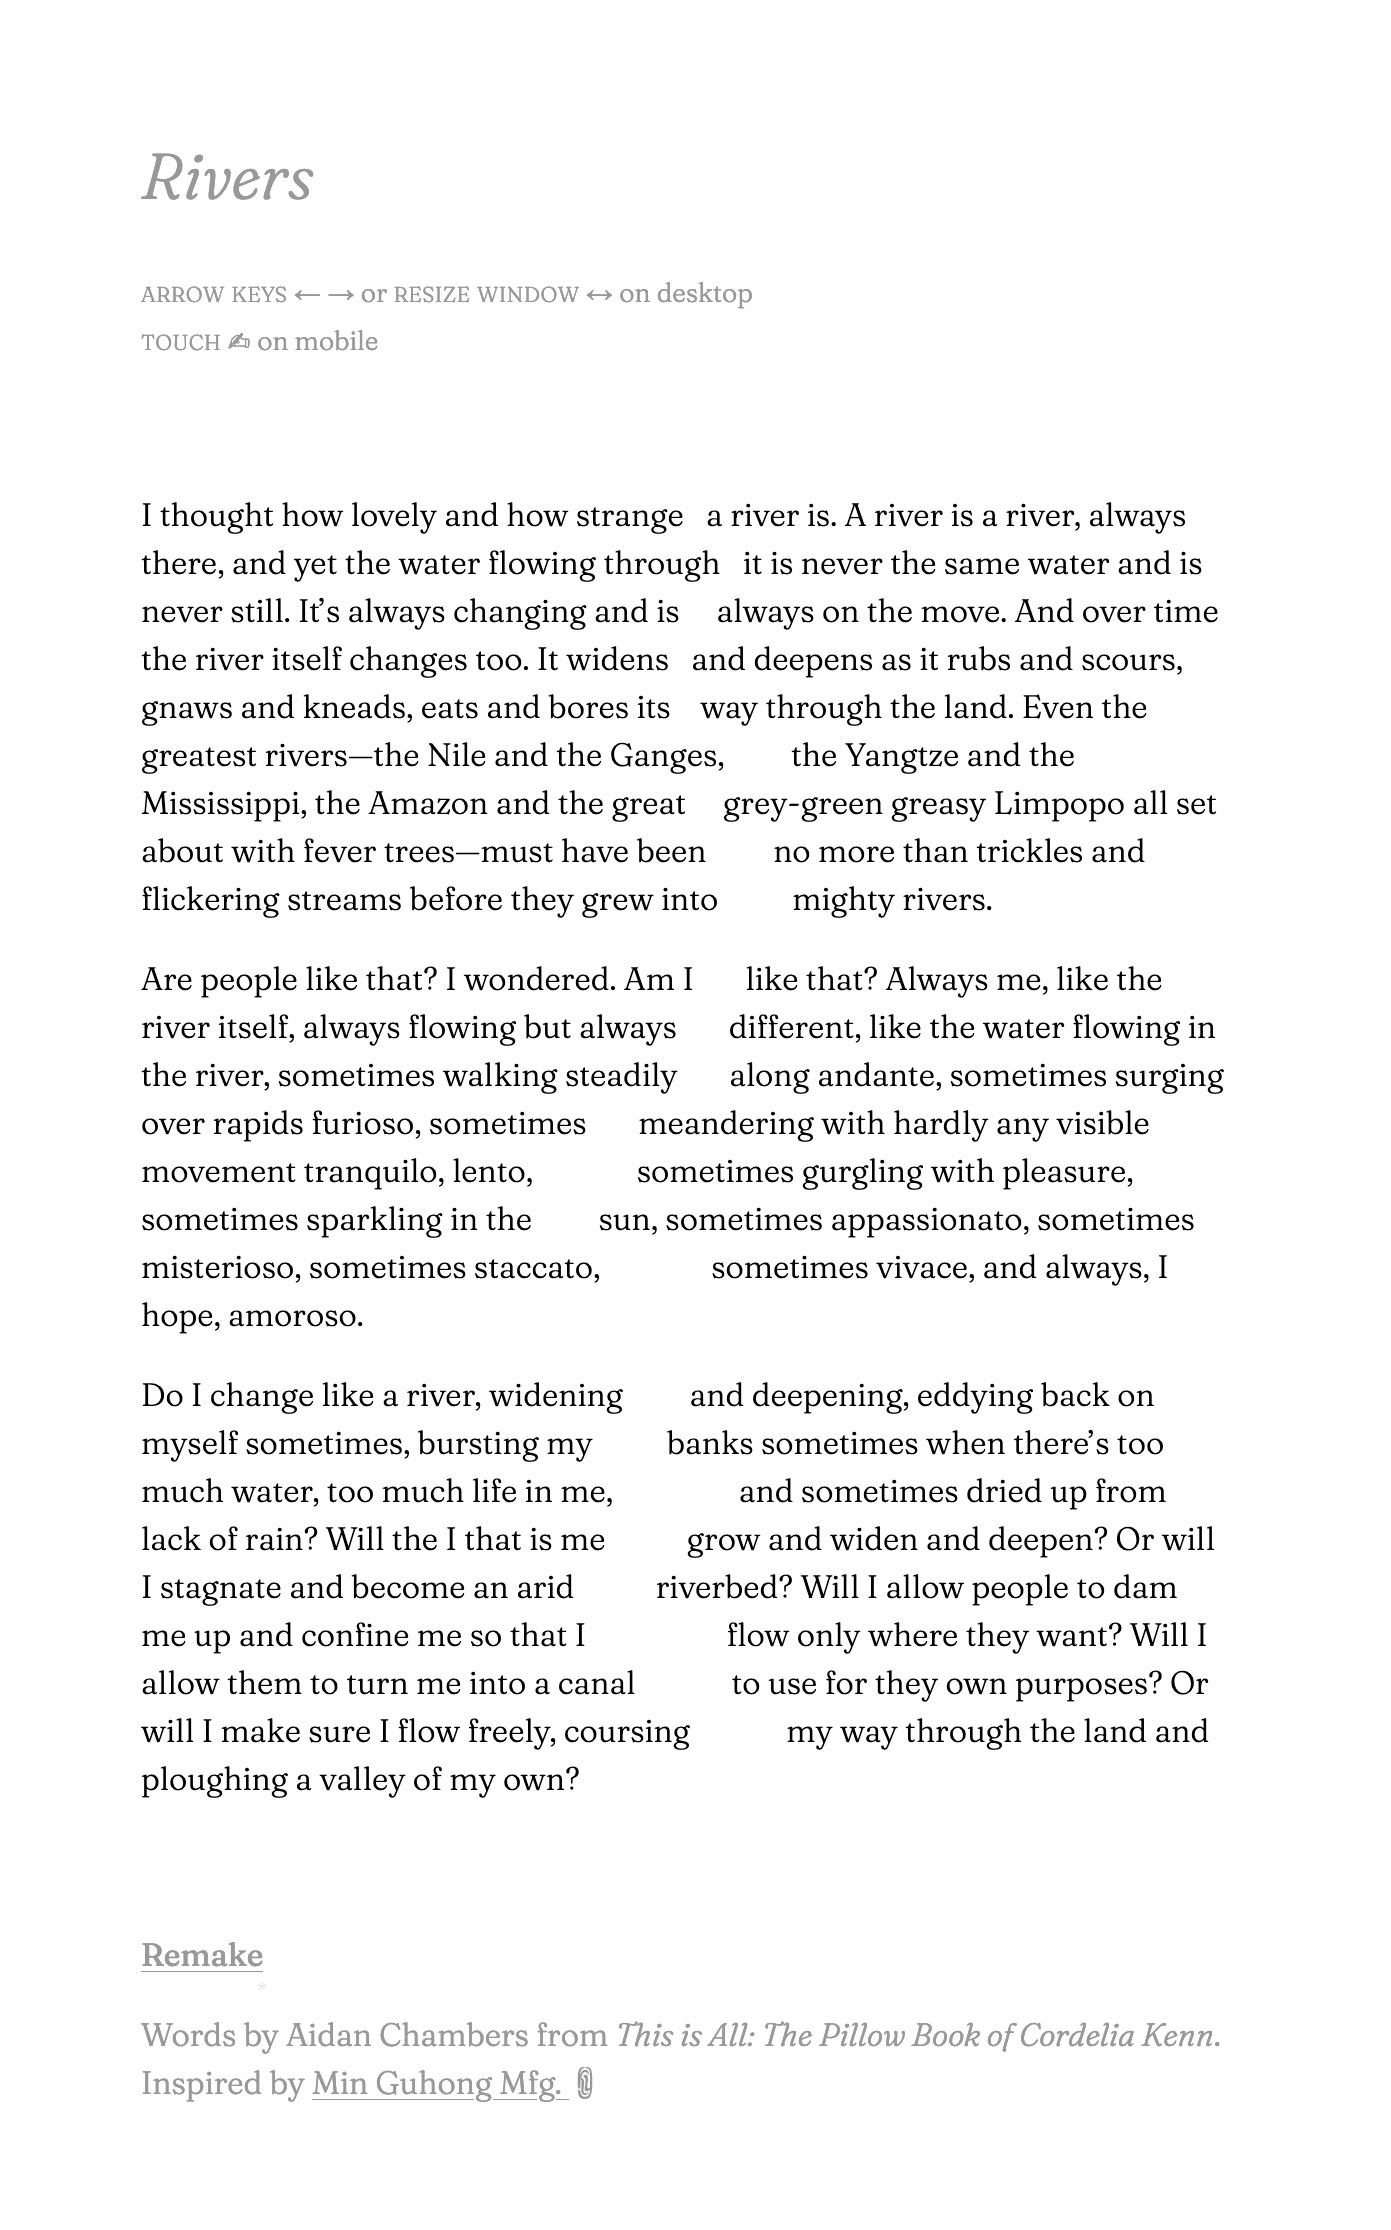 Rivers
ARROW KEYS ← → or RESIZE WINDOW ↔ on desktop
TOUCH ✍ on mobile
I thought how lovely and how strange a river is. A river is a river, always
there, and yet the water flowing through it is never the same water and is
never still. It’s always changing and is always on the move. And over time
the river itself changes too. It widens and deepens as it rubs and scours,
gnaws and kneads, eats and bores its way through the land. Even the
greatest rivers—the Nile and the Ganges, the Yangtze and the
Mississippi, the Amazon and the great grey-green greasy Limpopo all set
about with fever trees—must have been no more than trickles and
flickering streams before they grew into mighty rivers.
Are people like that? I wondered. Am I like that? Always me, like the
river itself, always flowing but always different, like the water flowing in
the river, sometimes walking steadily along andante, sometimes surging
over rapids furioso, sometimes meandering with hardly any visible
movement tranquilo, lento, sometimes gurgling with pleasure,
sometimes sparkling in the sun, sometimes appassionato, sometimes
misterioso, sometimes staccato, sometimes vivace, and always, I
hope, amoroso.
Do I change like a river, widening and deepening, eddying back on
myself sometimes, bursting my banks sometimes when there’s too
much water, too much life in me, and sometimes dried up from
lack of rain? Will the I that is me grow and widen and deepen? Or will
I stagnate and become an arid riverbed? Will I allow people to dam
me up and confine me so that I flow only where they want? Will I
allow them to turn me into a canal to use for they own purposes? Or
will I make sure I flow freely, coursing my way through the land and
ploughing a valley of my own?
Remake
*
Words by Aidan Chambers from This is All: The Pillow Book of Cordelia Kenn.
Inspired by Min Guhong Mfg.